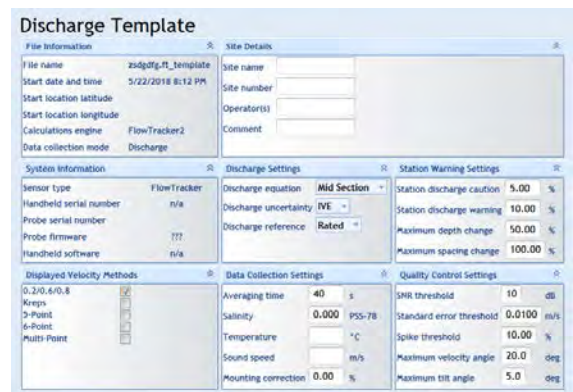 Discharge Template
File Information
File name zsdgdfg.ft_template
Start date and time 5/22/2018 8:12 PM
Start location latitude
Start location longitude
Calculations engine FlowTracker2
Data collection mode Discharge
Site Details
Site name
Site number
Operator(s)
Comment
System Information
Sensor type FlowTracker
Handheld serial number n/a
Probe serial number
Probe firmware ???
Handheld software n/a
Discharge Settings
Discharge equation Mid Section
Discharge uncertainty IVE
Discharge reference Rated
Station Warning Settings
Station discharge caution 5.00 %
Station discharge warning 10.00 %
Maximum depth change 50.00 %
Maximum spacing change 100.00 %
Displayed Velocity Methods
0.2/0.6/0.8
Kreps
5-Point
6-Point
Multi-Point
Data Collection Settings
Averaging time 40 s
Salinity 0.000 PSS-78
Temperature °C
Sound speed m/s
Mounting correction 0.00 %
Quality Control Settings
SNR threshold 10 dB
Standard error threshold 0.0100 m/s
Spike threshold 10.00 %
Maximum velocity angle 20.0 deg
Maximum tilt angle 5.0 deg